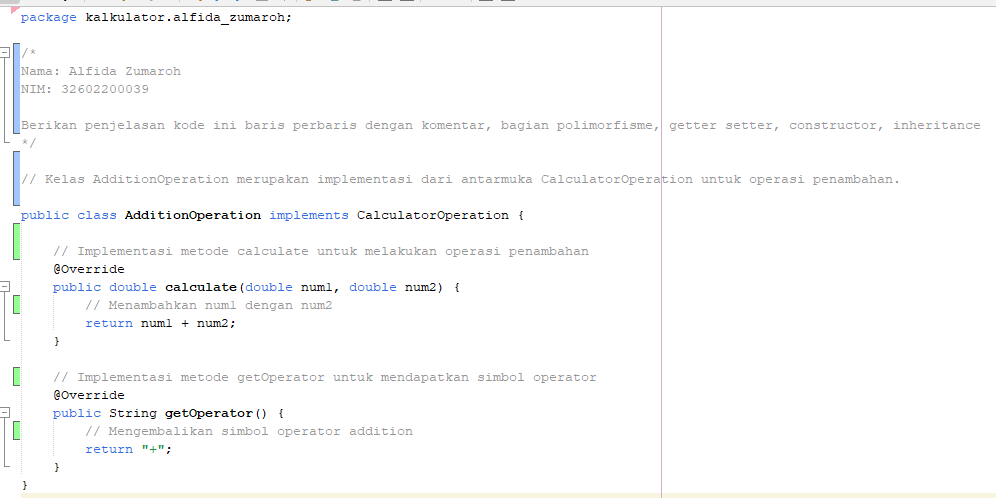 package kalkulator.alfida_zumaroh;
/*
Nama: Alfida Zumaroh
NIM: 32602200039
Berikan penjelasan kode ini baris perbaris dengan komentar, bagian polimorfisme, getter setter, constructor, inheritance
*/
// Kelas AdditionOperation merupakan implementasi dari antarmuka CalculatorOperation untuk operasi penambahan.
public class AdditionOperation implements CalculatorOperation {
// Implementasi metode calculate untuk melakukan operasi penambahan
@Override
public double calculate(double num1, double num2) {
// Menambahkan num1 dengan num2
return num1 + num2;
}
// Implementasi metode getOperator untuk mendapatkan simbol operator
@Override
public String getOperator() {
// Mengembalikan simbol operator addition
return "+";
}
}